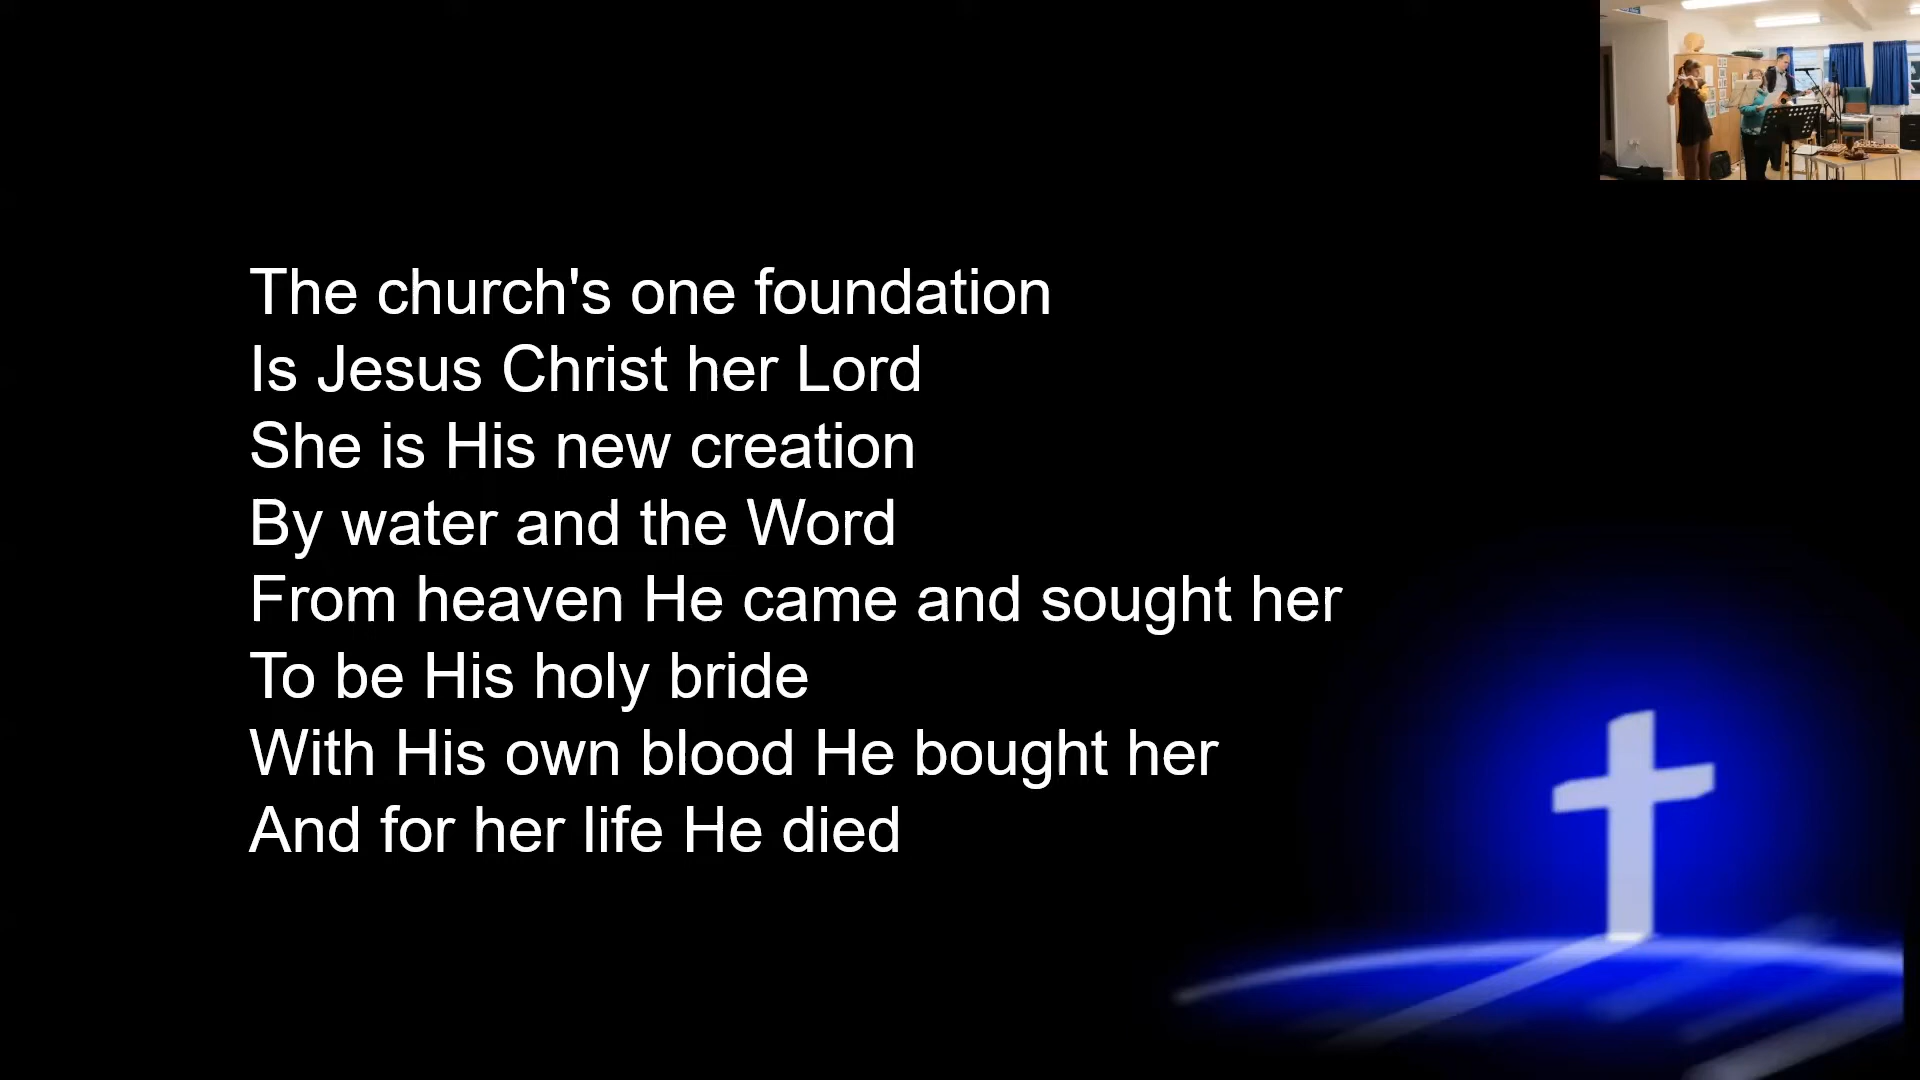 The church's one foundation
Is Jesus Christ her Lord
She is His new creation
By water and the Word
From heaven He came and sought her
To be His holy bride
With His own blood He bought her
And for her life He died